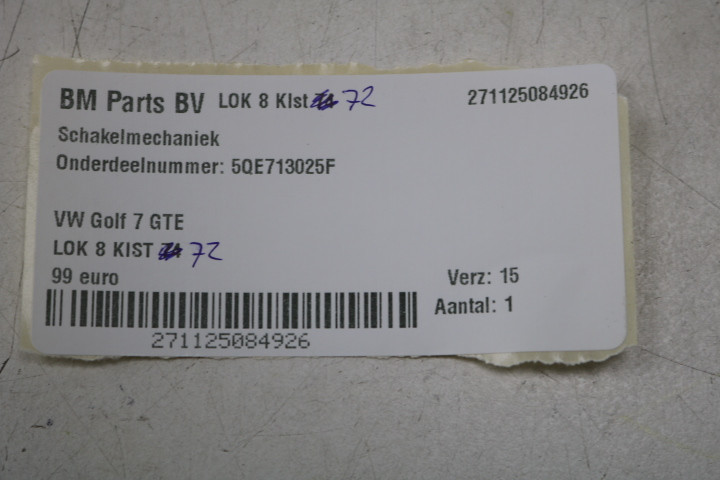 BM Parts BV LOK 8 KIst 72 271125084926
Schakelmechaniek
Onderdeelnummer: 5QE713025F
VW Golf 7 GTE
LOK 8 KIST 72
99 euro Verz: 15
Aantal: 1
271125084926